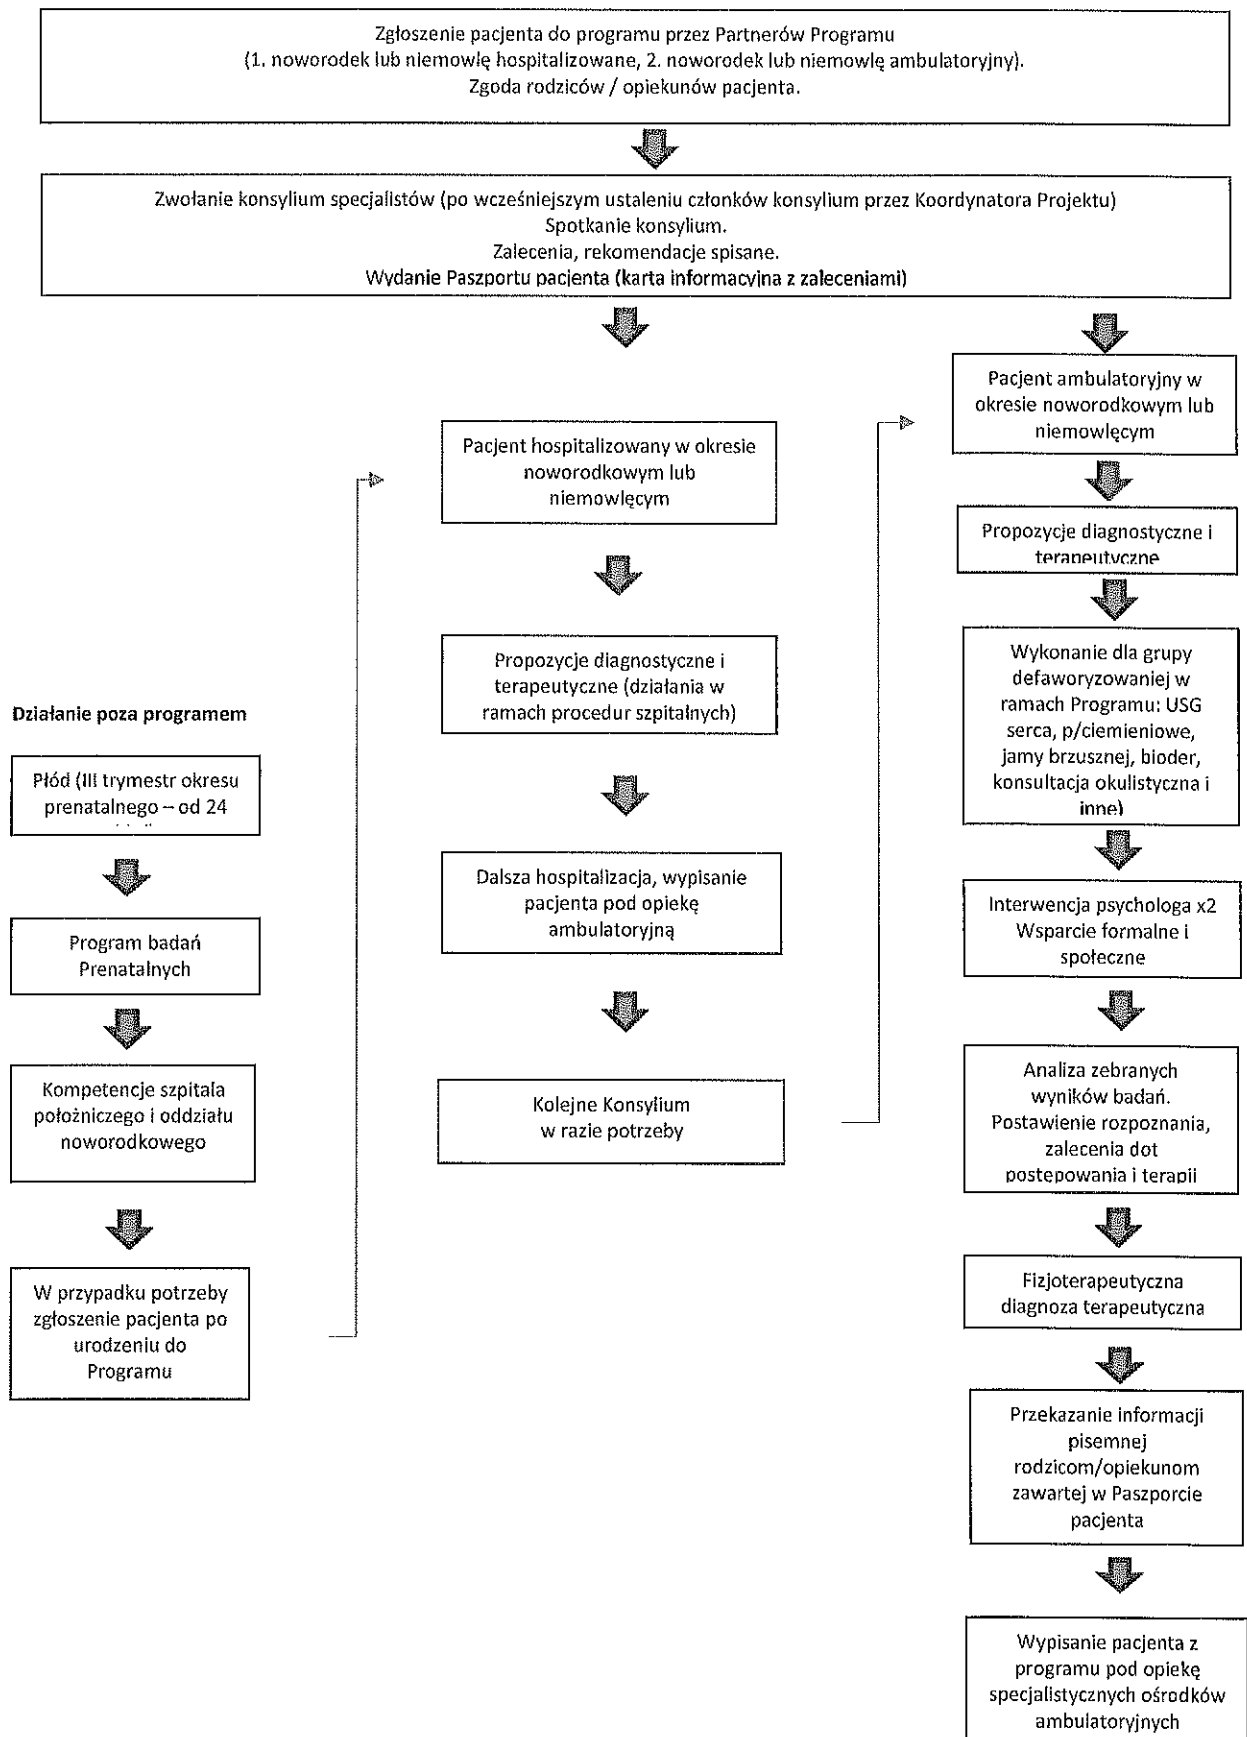 Zgłoszenie pacjenta do programu przez Partnerów Programu
(1. noworodek lub niemowlę hospitalizowane, 2. noworodek lub niemowlę ambulatoryjny).
Zgoda rodziców / opiekunów pacjenta.
Zwołanie konsylium specjalistów (po wcześniejszym ustaleniu członków konsylium przez Koordynatora Projektu)
Spotkanie konsylium.
Zalecenia, rekomendacje spisane.
Wydanie Paszportu pacjenta (karta informacyjna z zaleceniami)
Działanie poza programem
Płód (III trymestr okresu
prenatalnego – od 24
Program badań
Prenatalnych
Kompetencje szpitala
położniczego i oddziału
noworodkowego
W przypadku potrzeby
zgłoszenie pacjenta po
urodzeniu do
Programu
Pacjent hospitalizowany w okresie
noworodkowym lub
niemowlęcym
Propozycje diagnostyczne i
terapeutyczne (działania w
ramach procedur szpitalnych)
Dalsza hospitalizacja, wypisanie
pacjenta pod opiekę
ambulatoryjną
Kolejne Konsylium
w razie potrzeby
Pacjent ambulatoryjny w
okresie noworodkowym lub
niemowlęcym
Propozycje diagnostyczne i
terapeutyczne
Wykonanie dla grupy
defaworyzowaniej w
ramach Programu: USG
serca, p/ciemieniowe,
jamy brzusznej, bioder,
konsultacja okulistyczna i
inne)
Interwencja psychologa x2
Wsparcie formalne i
społeczne
Analiza zebranych
wyników badań.
Postawienie rozpoznania,
zalecenia dot
postępowania i terapii
Fizjoterapeutyczna
diagnoza terapeutyczna
Przekazanie informacji
pisemnej
rodzicom/opiekunom
zawartej w Paszporcie
pacjenta
Wypisanie pacjenta z
programu pod opiekę
specjalistycznych ośrodków
ambulatoryjnych